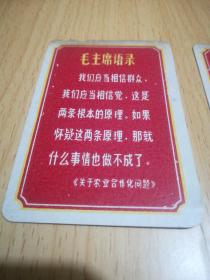 毛主席语录
我们应当相信群众，
我们应当相信党，这是
两条根本的原理，如果
怀疑这两条原理，那就
什么事情也做不成了。
《关于农业合作化问题》